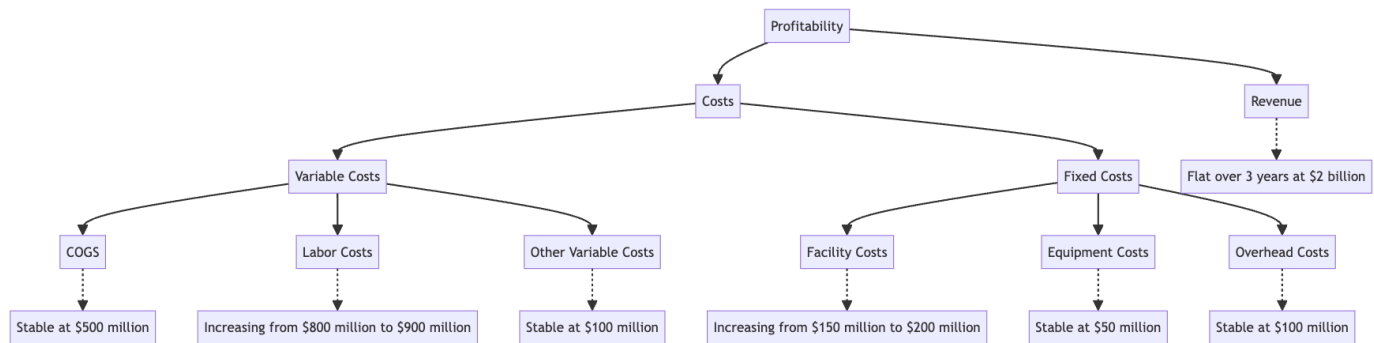 Profitability
Costs
Revenue
Variable Costs
Fixed Costs
Flat over 3 years at $2 billion
COGS
Labor Costs
Other Variable Costs
Facility Costs
Equipment Costs
Overhead Costs
Stable at $500 million
Increasing from $800 million to $900 million
Stable at $100 million
Increasing from $150 million to $200 million
Stable at $50 million
Stable at $100 million